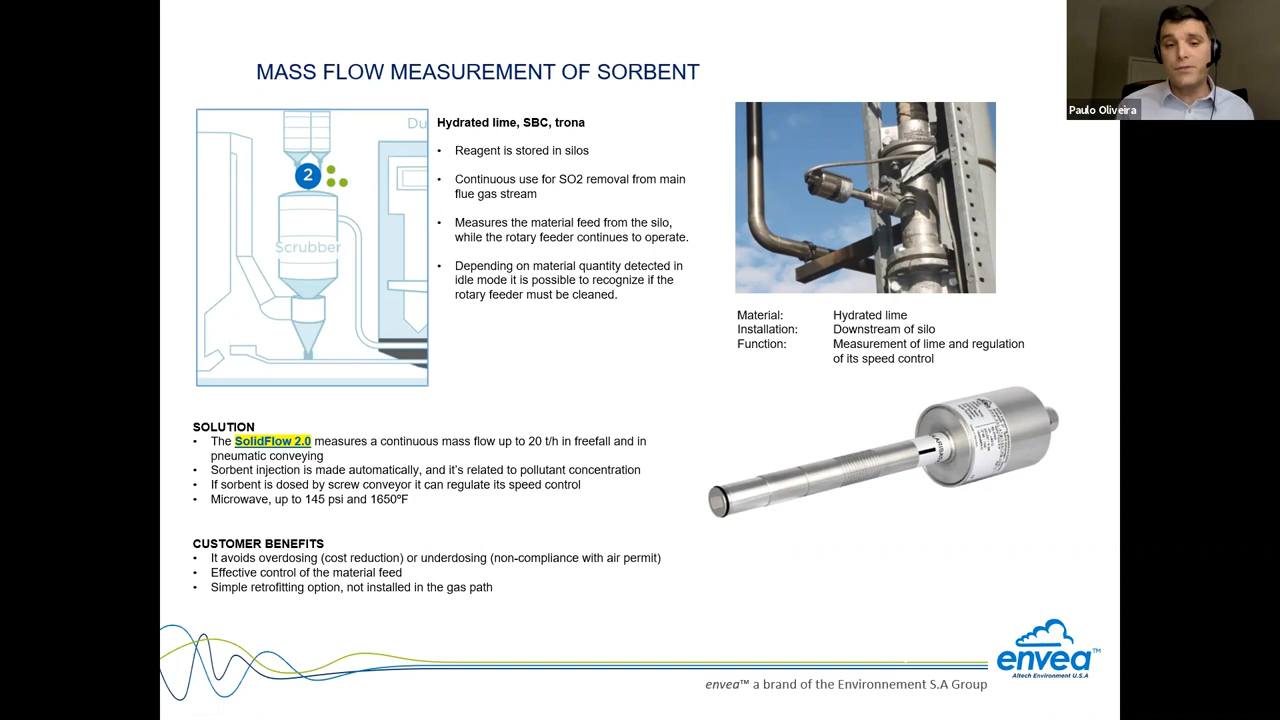 MASS FLOW MEASUREMENT OF SORBENT
Paulo Oliveira
Du
2
Scrubber
Hydrated lime, SBC, trona
• Reagent is stored in silos
• Continuous use for SO2 removal from main
flue gas stream
• Measures the material feed from the silo,
while the rotary feeder continues to operate.
• Depending on material quantity detected in
idle mode it is possible to recognize if the
rotary feeder must be cleaned.
Material: Hydrated lime
Installation: Downstream of silo
Function: Measurement of lime and regulation
of its speed control
SOLUTION
• The SolidFlow 2.0 measures a continuous mass flow up to 20 t/h in freefall and in
pneumatic conveying
• Sorbent injection is made automatically, and it's related to pollutant concentration
• If sorbent is dosed by screw conveyor it can regulate its speed control
• Microwave, up to 145 psi and 1650ºF
CUSTOMER BENEFITS
• It avoids overdosing (cost reduction) or underdosing (non-compliance with air permit)
• Effective control of the material feed
• Simple retrofitting option, not installed in the gas path
envea™
Altech Environment U.S.A
envea™ a brand of the Environnement S.A Group